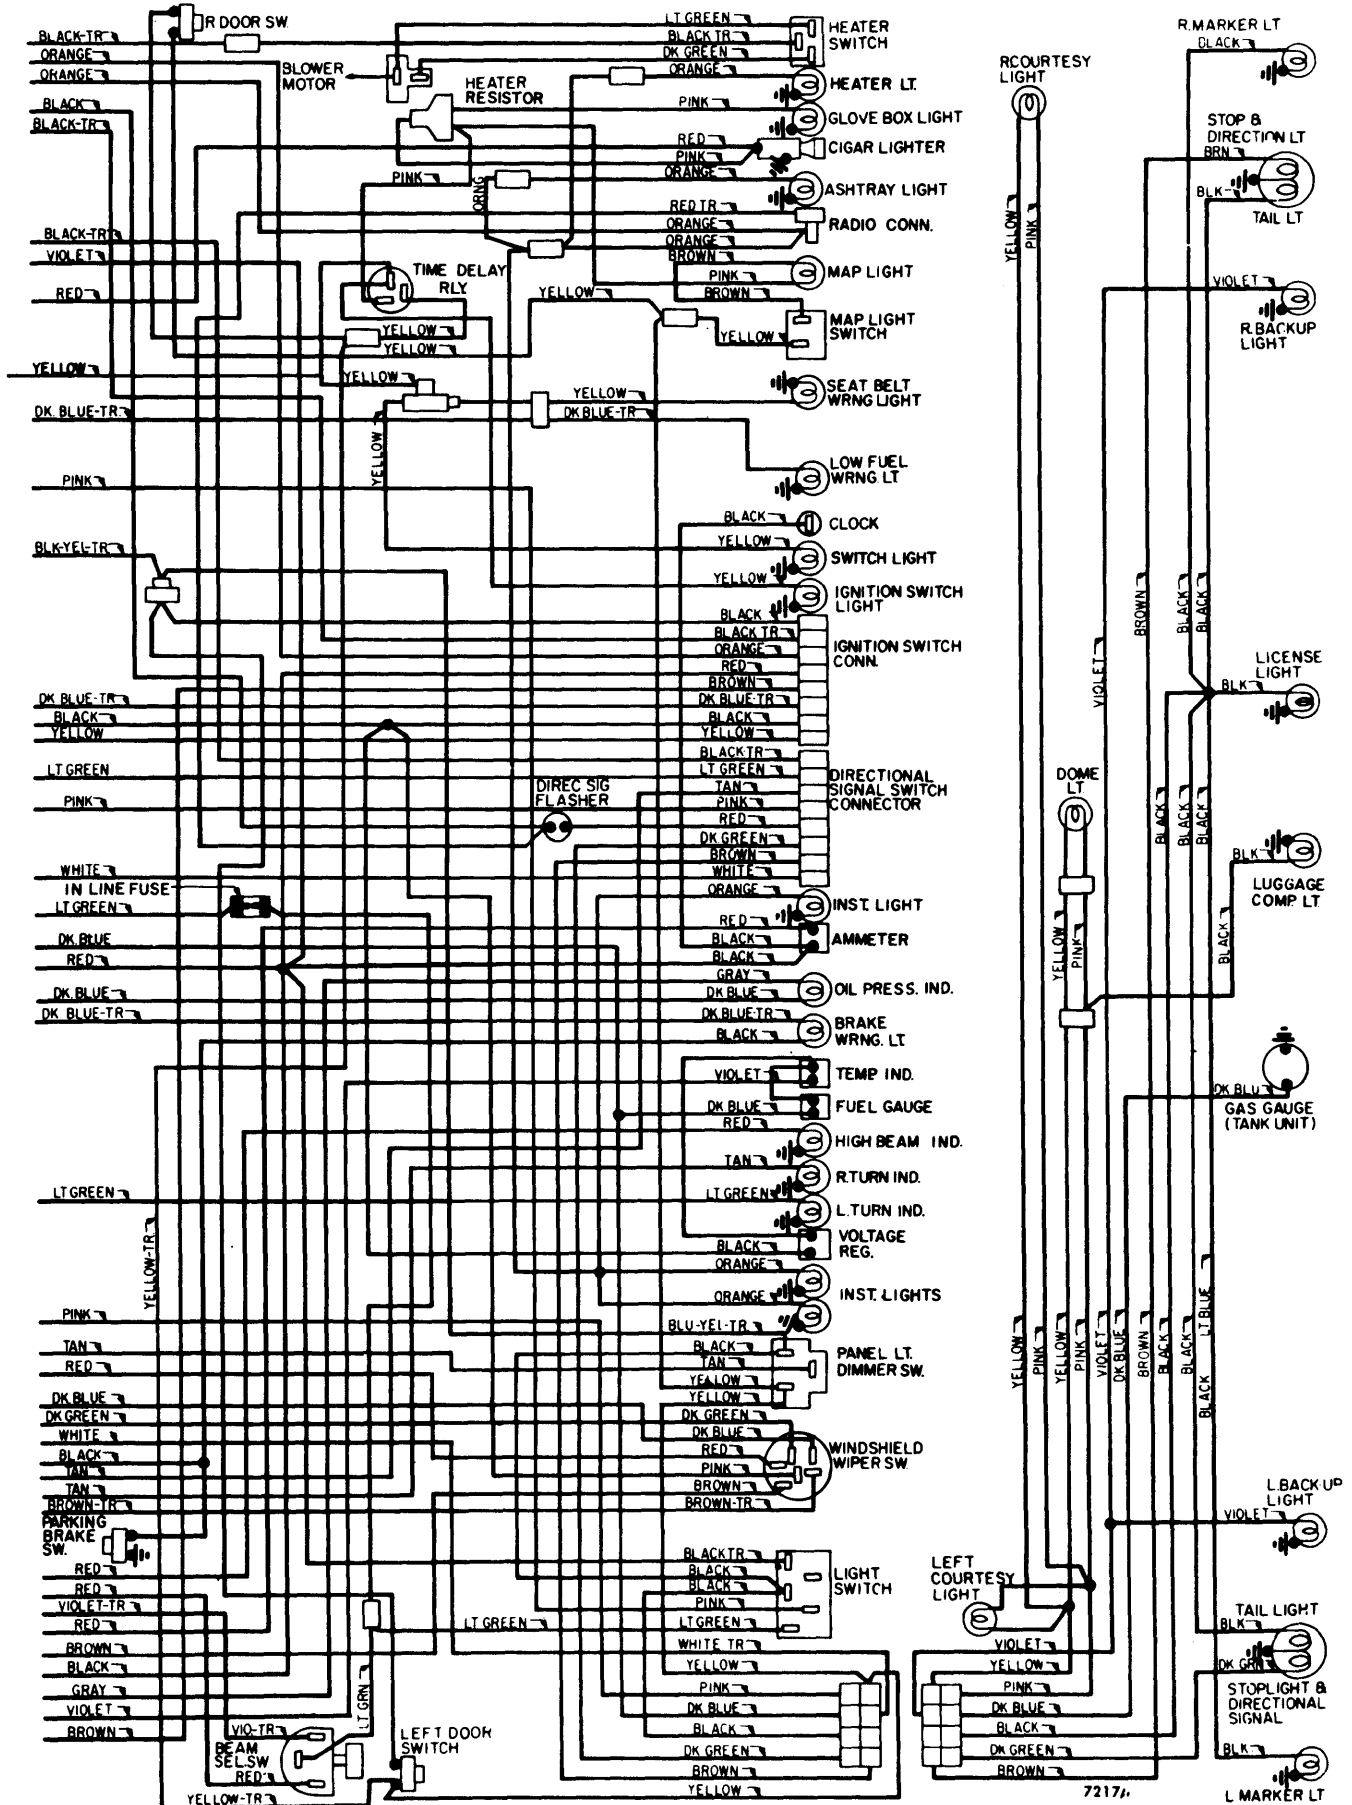 R DOOR SW.
BLACK-TR
ORANGE
ORANGE
BLACK
BLACK-TR
BLACK-TR
VIOLET
RED
YELLOW
DK. BLUE-TR.
PINK
BLK-YEL-TR
DK BLUE-TR
BLACK
YELLOW
LT GREEN
PINK
WHITE
IN LINE FUSE
LT GREEN
DK. BLUE
RED
DK. BLUE
DK. BLUE-TR
LT GREEN
YELLOW-TR
PINK
TAN
RED
DK BLUE
DK GREEN
WHITE
BLACK
TAN
TAN
BROWN-TR
PARKING
BRAKE
SW.
RED
RED
VIOLET-TR
RED
BROWN
BLACK
GRAY
VIOLET
BROWN
VIO-TR
BEAM
SEL.SW
RED
YELLOW-TR
LT GRN
LEFT DOOR
SWITCH
BLOWER
MOTOR
HEATER
RESISTOR
PINK
ORNG
TIME DELAY
RLY
YELLOW
YELLOW
YELLOW
YELLOW
YELLOW
YELLOW
DK BLUE-TR
DIREC SIG
FLASHER
LT GREEN
LT GREEN
BLACK TR
DK GREEN
HEATER
SWITCH
ORANGE
HEATER LT.
PINK
GLOVE BOX LIGHT
RED
PINK
CIGAR LIGHTER
ORANGE
ASHTRAY LIGHT
RED TR
ORANGE
ORANGE
RADIO CONN.
BROWN
PINK
BROWN
MAP LIGHT
YELLOW
MAP LIGHT
SWITCH
SEAT BELT
WRNG LIGHT
LOW FUEL
WRNG. LT
BLACK
CLOCK
YELLOW
SWITCH LIGHT
YELLOW
IGNITION SWITCH
LIGHT
BLACK
BLACK TR
ORANGE
RED
BROWN
DK BLUE-TR
BLACK
YELLOW
IGNITION SWITCH
CONN.
BLACK-TR
LT GREEN
TAN
PINK
RED
DK GREEN
BROWN
WHITE
DIRECTIONAL
SIGNAL SWITCH
CONNECTOR
ORANGE
INST. LIGHT
RED
BLACK
BLACK
AMMETER
GRAY
DK BLUE
OIL PRESS. IND.
DK BLUE-TR
BLACK
BRAKE
WRNG. LT
VIOLET
TEMP IND.
DK BLUE
FUEL GAUGE
RED
HIGH BEAM IND.
TAN
R.TURN IND.
LT GREEN
L.TURN IND.
BLACK
VOLTAGE
REG.
ORANGE
ORANGE
INST. LIGHTS
BLU-YEL-TR
BLACK
TAN
YELLOW
YELLOW
PANEL LT.
DIMMER SW.
DK GREEN
DK BLUE
RED
PINK
BROWN
BROWN-TR
WINDSHIELD
WIPER SW.
BLACK TR
BLACK
BLACK
PINK
LT GREEN
LIGHT
SWITCH
WHITE TR
YELLOW
PINK
DK BLUE
BLACK
DK GREEN
BROWN
YELLOW
R.COURTESY
LIGHT
YELLOW
PINK
DOME
LT
YELLOW
PINK
YELLOW
PINK
YELLOW
PINK
VIOLET
DK BLUE
BROWN
BLACK
BLACK
BLACK
LT BLUE
VIOLET
BROWN
BLACK
BLACK
BLACK
BLACK
BLACK
BLACK
R.MARKER LT
BLACK
STOP &
DIRECTION LT
BRN
BLK
TAIL LT
VIOLET
R.BACKUP
LIGHT
LICENSE
LIGHT
BLK
BLK
LUGGAGE
COMP. LT
DK BLU
GAS GAUGE
(TANK UNIT)
L.BACKUP
LIGHT
VIOLET
LEFT
COURTESY
LIGHT
TAIL LIGHT
BLK
DK GRN
STOPLIGHT &
DIRECTIONAL
SIGNAL
BLK
L MARKER LT
VIOLET
YELLOW
PINK
DK BLUE
BLACK
DK GREEN
BROWN